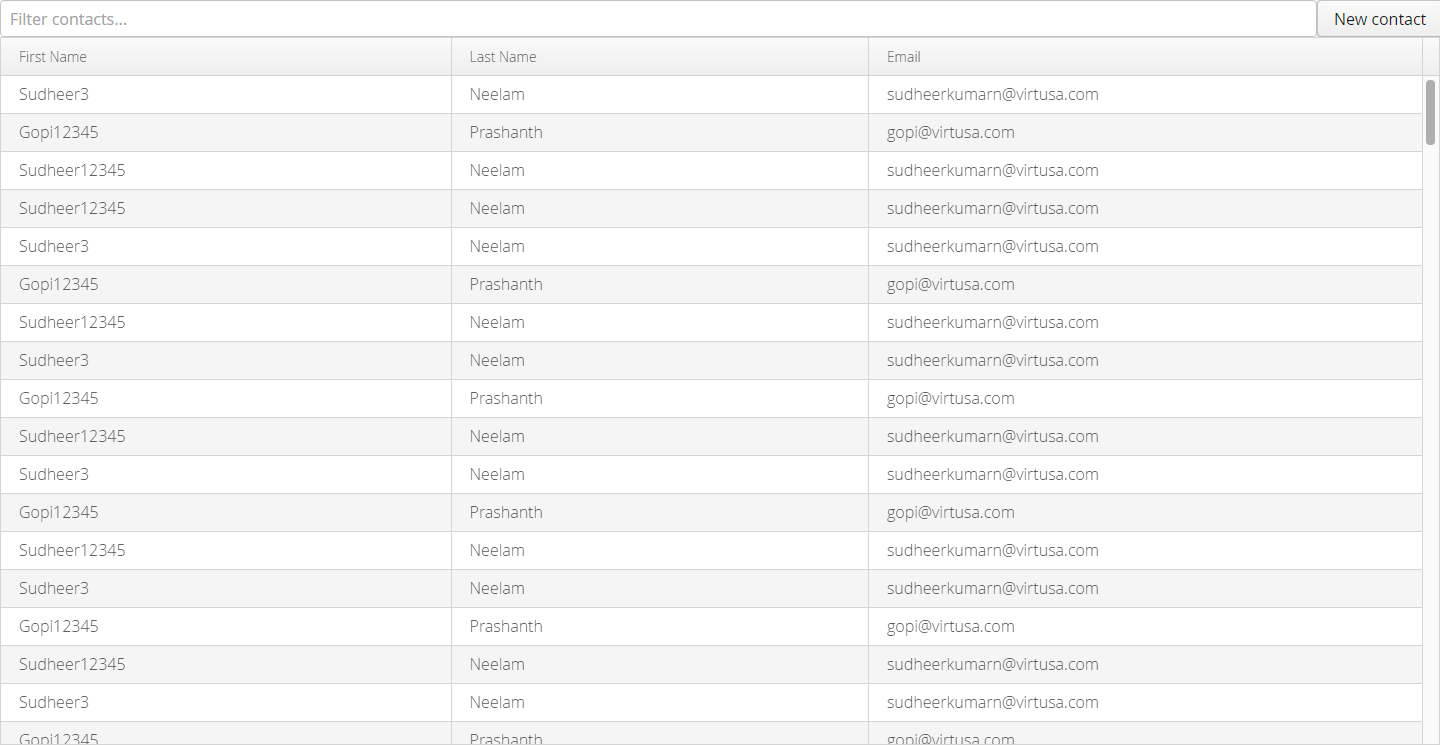 Filter contacts... New contact
First Name Last Name Email
Sudheer3 Neelam sudheerkumarn@virtusa.com
Gopi12345 Prashanth gopi@virtusa.com
Sudheer12345 Neelam sudheerkumarn@virtusa.com
Sudheer12345 Neelam sudheerkumarn@virtusa.com
Sudheer3 Neelam sudheerkumarn@virtusa.com
Gopi12345 Prashanth gopi@virtusa.com
Sudheer12345 Neelam sudheerkumarn@virtusa.com
Sudheer3 Neelam sudheerkumarn@virtusa.com
Gopi12345 Prashanth gopi@virtusa.com
Sudheer12345 Neelam sudheerkumarn@virtusa.com
Sudheer3 Neelam sudheerkumarn@virtusa.com
Gopi12345 Prashanth gopi@virtusa.com
Sudheer12345 Neelam sudheerkumarn@virtusa.com
Sudheer3 Neelam sudheerkumarn@virtusa.com
Gopi12345 Prashanth gopi@virtusa.com
Sudheer12345 Neelam sudheerkumarn@virtusa.com
Sudheer3 Neelam sudheerkumarn@virtusa.com
Gopi12345 Prashanth gopi@virtusa.com